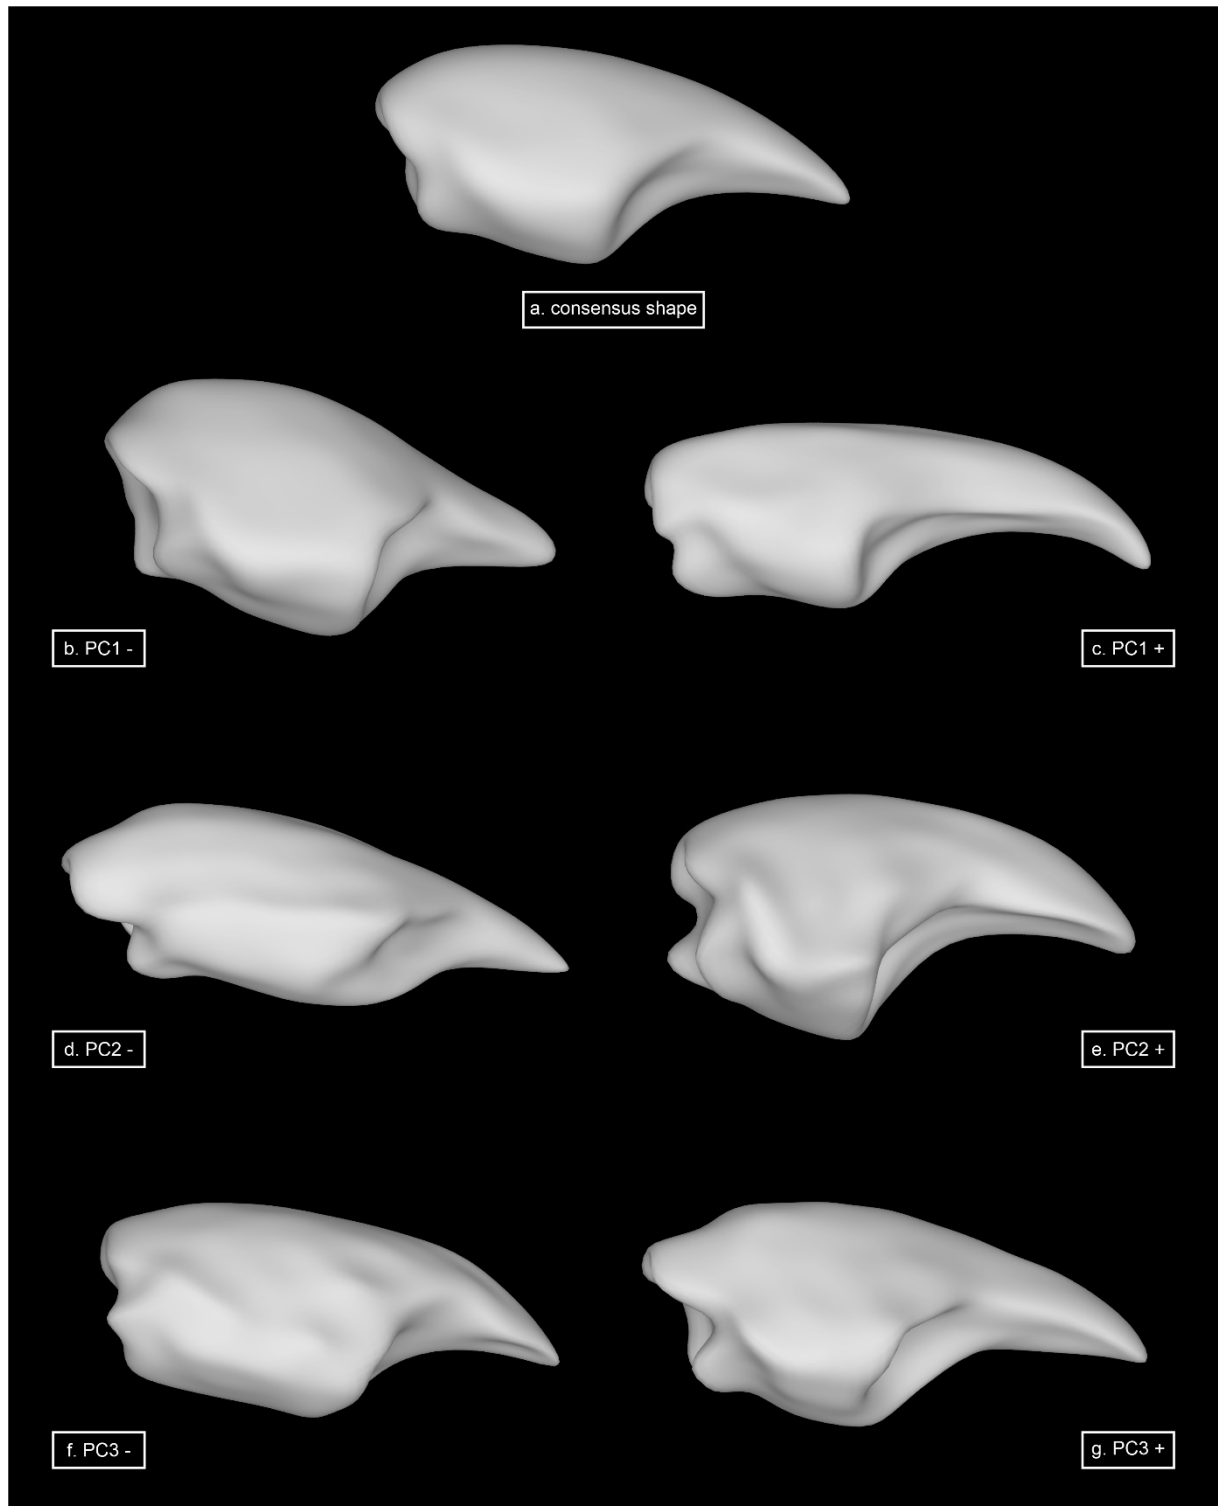 a. consensus shape
b. PC1 -
c. PC1 +
d. PC2 -
e. PC2 +
f. PC3 -
g. PC3 +